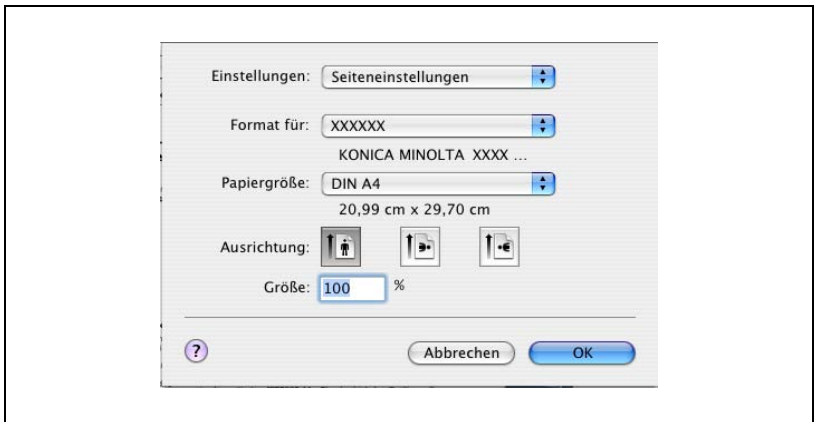 Einstellungen: Seiteneinstellungen
Format für: XXXXXX
KONICA MINOLTA XXXX ...
Papiergröße: DIN A4
20,99 cm x 29,70 cm
Ausrichtung:
Größe: 100 %
? Abbrechen OK